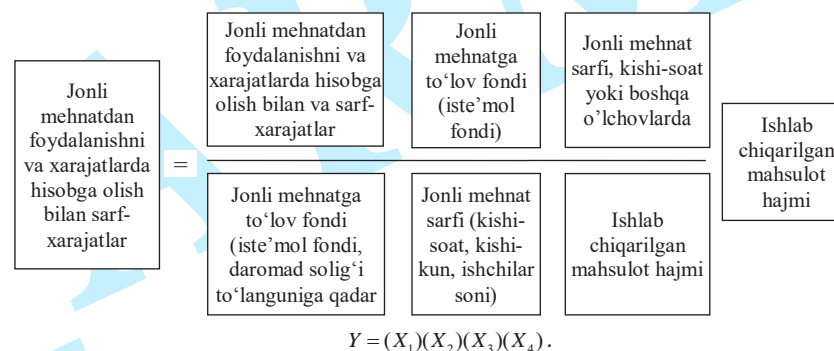 Jonli
mehnatdan
foydalanishni
va xarajatlarda
hisobga olish
bilan sarf-
xarajatlar
=
Jonli mehnatdan
foydalanishni va
xarajatlarda hisobga
olish bilan va sarf-
xarajatlar
Jonli
mehnatga
to‘lov fondi
(iste’mol
fondi)
Jonli mehnat
sarfi, kishi-soat
yoki boshqa
o’lchovlarda
Jonli mehnatga
to‘lov fondi
(iste’mol fondi,
daromad solig‘i
to‘languniga qadar
Jonli mehnat
sarfi (kishi-
soat, kishi-
kun, ishchilar
soni)
Ishlab
chiqarilgan
mahsulot hajmi
Ishlab
chiqarilgan
mahsulot
hajmi
Y = (X₁)(X₂)(X₃)(X₄) .